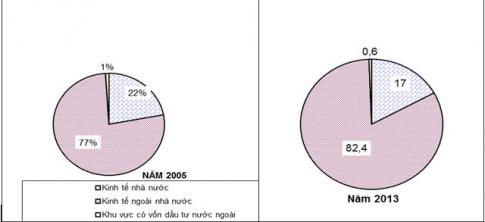 1%
22%
77%
NĂM 2005
Kinh tế nhà nước
Kinh tế ngoài nhà nước
Khu vực có vốn đầu tư nước ngoài
0,6
17
82,4
Năm 2013